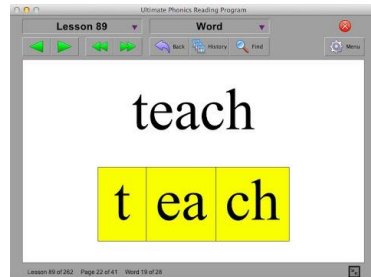 Ultimate Phonics Reading Program
Lesson 89 Word
Back History Find Menu
teach
t ea ch
Lesson 89 of 262 Page 22 of 41 Word 19 of 28